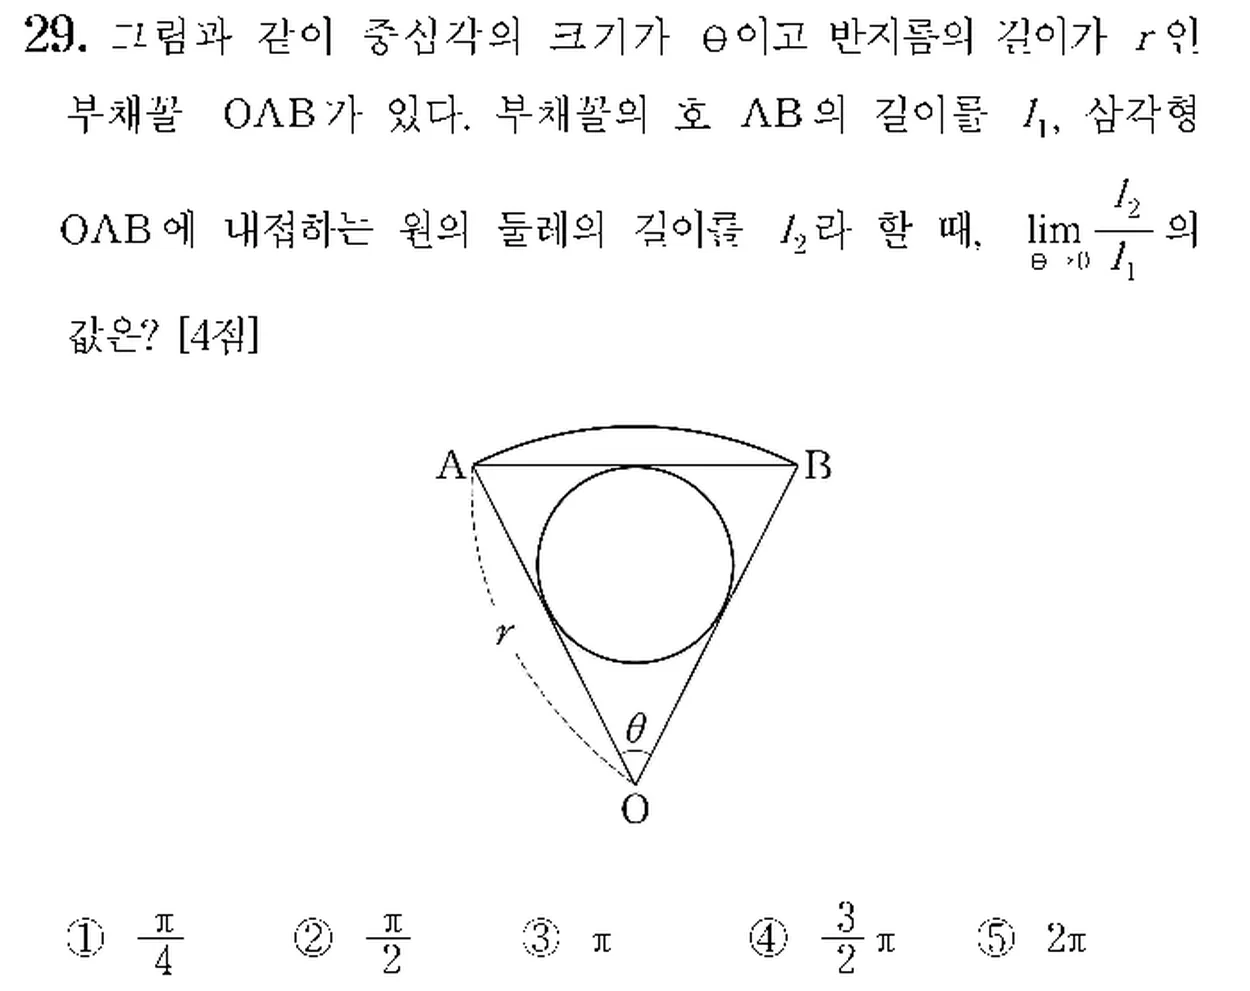 29. 그림과 같이 중심각의 크기가 θ이고 반지름의 길이가 r인
부채꼴 OAB가 있다. 부채꼴의 호 AB의 길이를 l₁, 삼각형
OAB에 내접하는 원의 둘레의 길이를 l₂라 할 때, lim_{θ→0} l₂/l₁ 의
값은? [4점]
A B
r
θ
O
① π/4 ② π/2 ③ π ④ 3/2 π ⑤ 2π